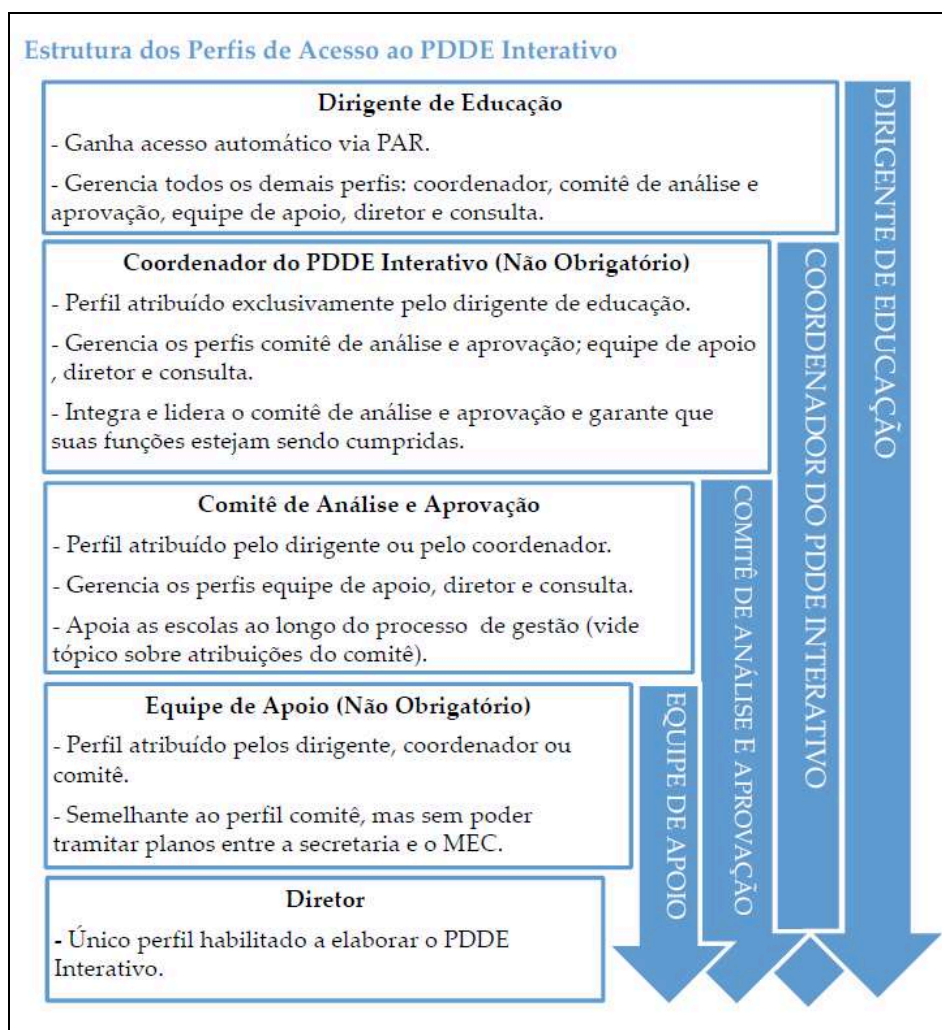 Estrutura dos Perfis de Acesso ao PDDE Interativo
Dirigente de Educação
- Ganha acesso automático via PAR.
- Gerencia todos os demais perfis: coordenador, comitê de análise e
aprovação, equipe de apoio, diretor e consulta.
Coordenador do PDDE Interativo (Não Obrigatório)
- Perfil atribuído exclusivamente pelo dirigente de educação.
- Gerencia os perfis comitê de análise e aprovação; equipe de apoio
, diretor e consulta.
- Integra e lidera o comitê de análise e aprovação e garante que
suas funções estejam sendo cumpridas.
Comitê de Análise e Aprovação
- Perfil atribuído pelo dirigente ou pelo coordenador.
- Gerencia os perfis equipe de apoio, diretor e consulta.
- Apoia as escolas ao longo do processo de gestão (vide
tópico sobre atribuições do comitê).
Equipe de Apoio (Não Obrigatório)
- Perfil atribuído pelos dirigente, coordenador ou
comitê.
- Semelhante ao perfil comitê, mas sem poder
tramitar planos entre a secretaria e o MEC.
Diretor
- Único perfil habilitado a elaborar o PDDE
Interativo.
EQUIPE DE APOIO
COMITÊ DE ANÁLISE E APROVAÇÃO
COORDENADOR DO PDDE INTERATIVO
DIRIGENTE DE EDUCAÇÃO